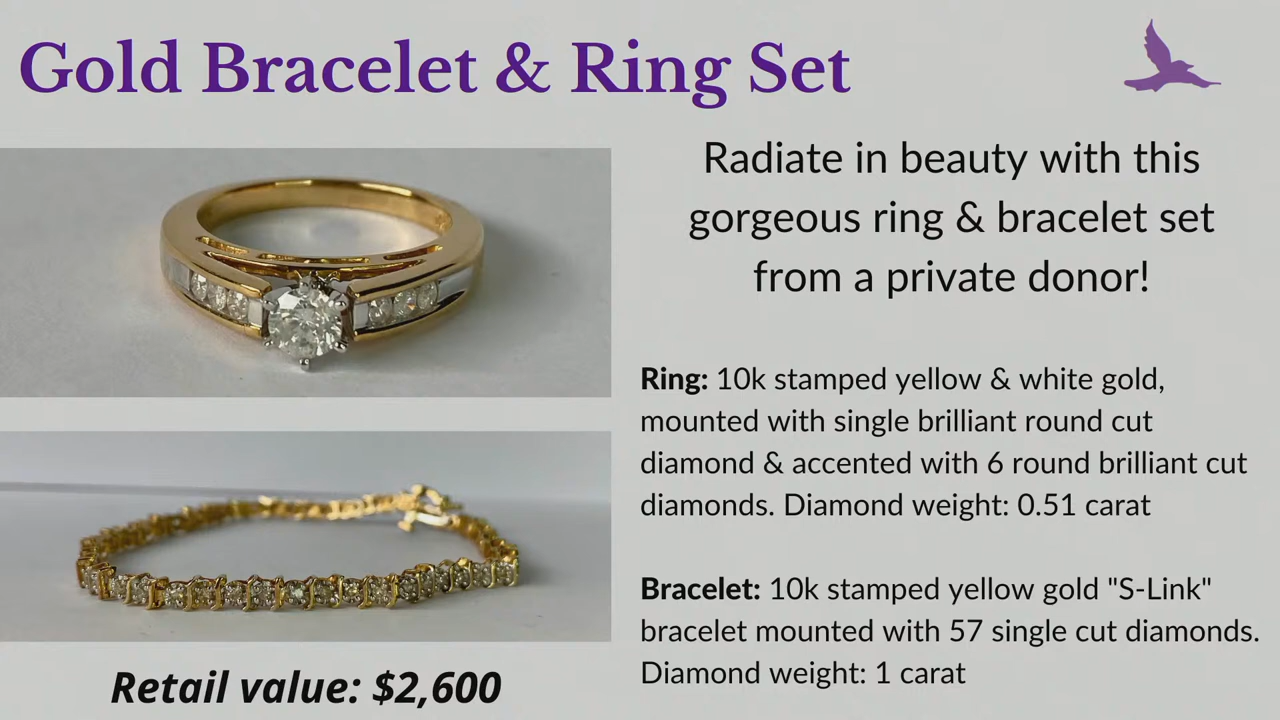 Gold Bracelet & Ring Set
Radiate in beauty with this
gorgeous ring & bracelet set
from a private donor!
Ring: 10k stamped yellow & white gold,
mounted with single brilliant round cut
diamond & accented with 6 round brilliant cut
diamonds. Diamond weight: 0.51 carat
Bracelet: 10k stamped yellow gold "S-Link"
bracelet mounted with 57 single cut diamonds.
Diamond weight: 1 carat
Retail value: $2,600